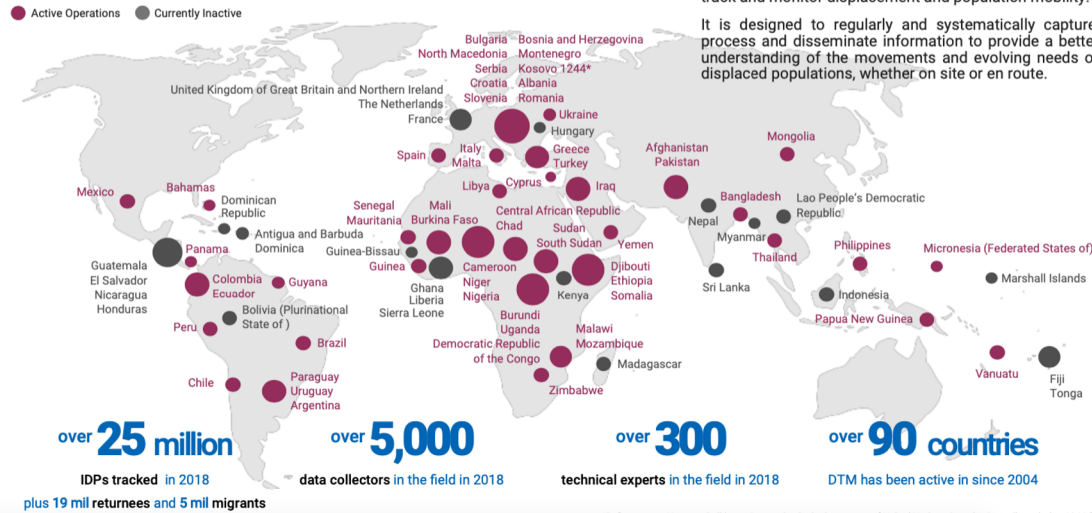 Active Operations
Currently Inactive
track and monitor displacement and population mobility.
It is designed to regularly and systematically capture
process and disseminate information to provide a bette
understanding of the movements and evolving needs o
displaced populations, whether on site or en route.
Bulgaria Bosnia and Herzegovina
North Macedonia Montenegro
Serbia Kosovo 1244*
Croatia Albania
Slovenia Romania
United Kingdom of Great Britain and Northern Ireland
The Netherlands
France
Ukraine
Hungary
Spain
Italy
Malta
Greece
Turkey
Cyprus
Libya
Iraq
Afghanistan
Pakistan
Mongolia
Mexico
Bahamas
Dominican
Republic
Antigua and Barbuda
Dominica
Panama
Guatemala
El Salvador
Nicaragua
Honduras
Colombia
Ecuador
Guyana
Bolivia (Plurinational
State of )
Peru
Brazil
Chile
Paraguay
Uruguay
Argentina
Senegal
Mauritania
Mali
Burkina Faso
Central African Republic
Chad
Sudan
South Sudan
Yemen
Guinea-Bissau
Guinea
Ghana
Liberia
Sierra Leone
Cameroon
Niger
Nigeria
Kenya
Djibouti
Ethiopia
Somalia
Burundi
Uganda
Democratic Republic
of the Congo
Malawi
Mozambique
Madagascar
Zimbabwe
Nepal
Bangladesh
Myanmar
Lao People's Democratic
Republic
Thailand
Sri Lanka
Philippines
Indonesia
Papua New Guinea
Micronesia (Federated States of)
Marshall Islands
Vanuatu
Fiji
Tonga
over 25 million
IDPs tracked in 2018
plus 19 mil returnees and 5 mil migrants
over 5,000
data collectors in the field in 2018
over 300
technical experts in the field in 2018
over 90 countries
DTM has been active in since 2004